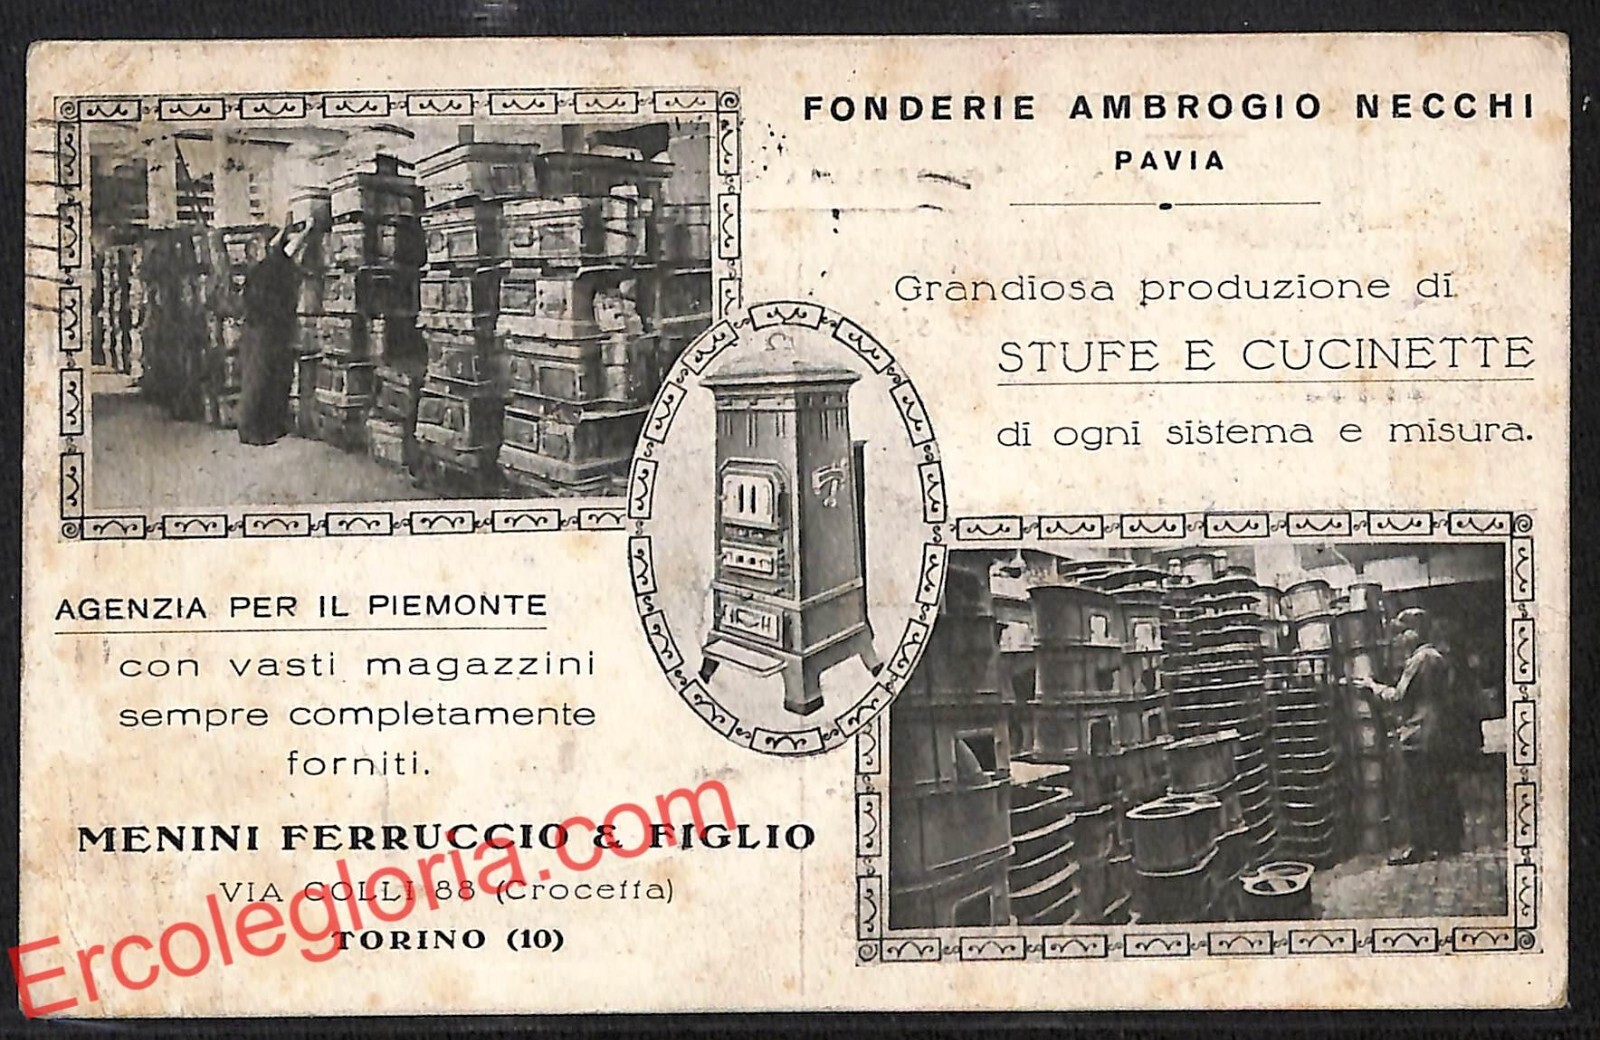 FONDERIE AMBROGIO NECCHI
PAVIA
Grandiosa produzione di
STUFE E CUCINETTE
di ogni sistema e misura.
AGENZIA PER IL PIEMONTE
con vasti magazzini
sempre completamente
forniti.
MENINI FERRUCCIO & FIGLIO
VIA COLLI 88 (Crocetta)
TORINO (10)
Ercolegloria.com